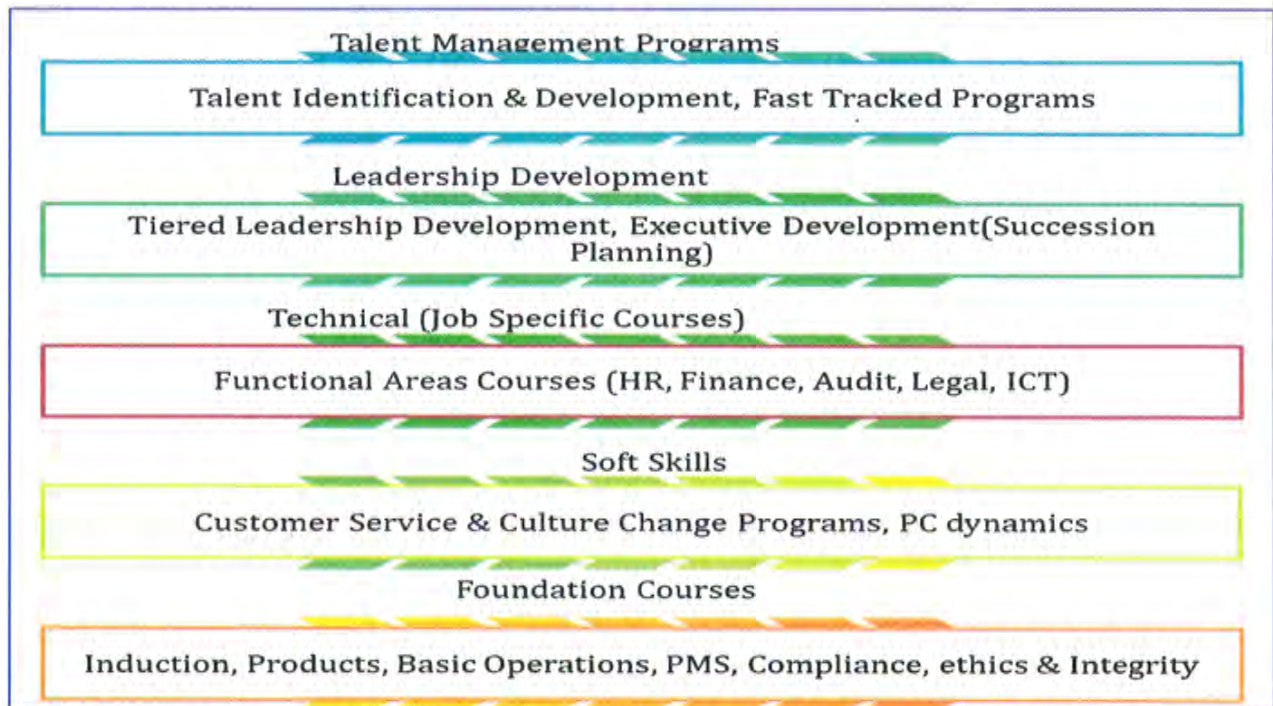 Talent Management Programs
Talent Identification & Development, Fast Tracked Programs
Leadership Development
Tiered Leadership Development, Executive Development(Succession
Planning)
Technical (Job Specific Courses)
Functional Areas Courses (HR, Finance, Audit, Legal, ICT)
Soft Skills
Customer Service & Culture Change Programs, PC dynamics
Foundation Courses
Induction, Products, Basic Operations, PMS, Compliance, ethics & Integrity